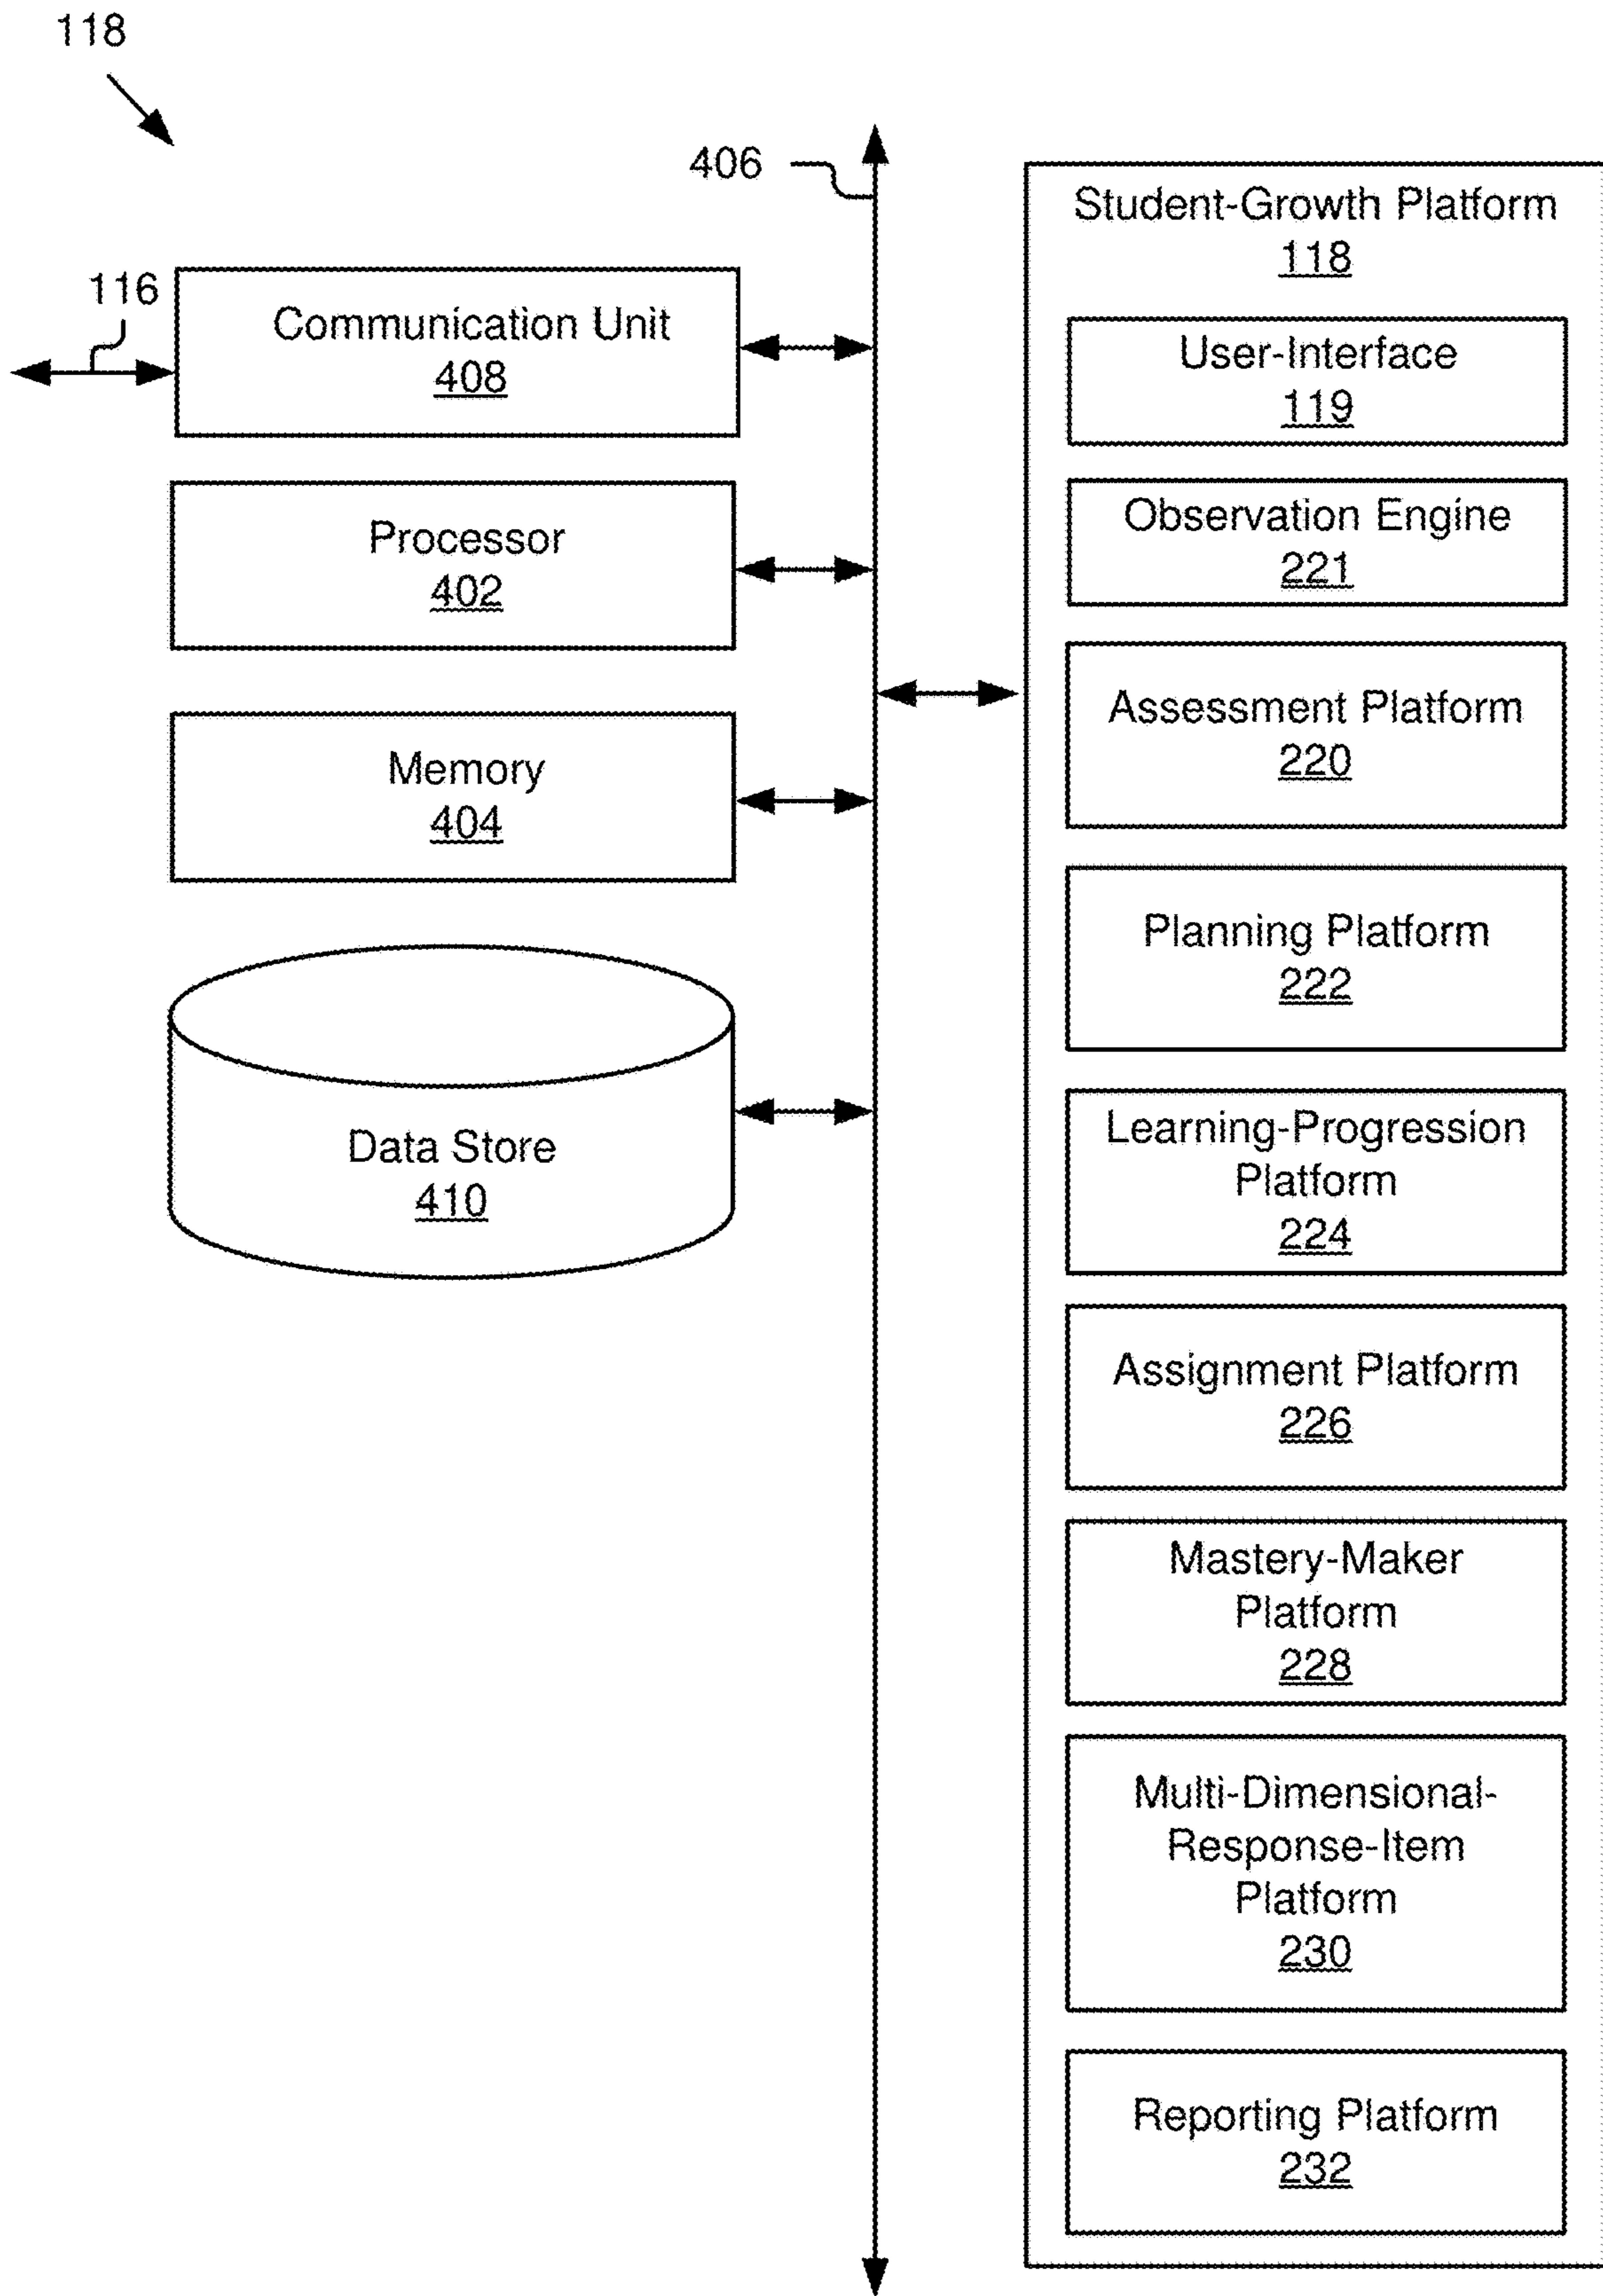 118
406
116
Communication Unit
408
Processor
402
Memory
404
Data Store
410
Student-Growth Platform
118
User-Interface
119
Observation Engine
221
Assessment Platform
220
Planning Platform
222
Learning-Progression
Platform
224
Assignment Platform
226
Mastery-Maker
Platform
228
Multi-Dimensional-
Response-Item
Platform
230
Reporting Platform
232